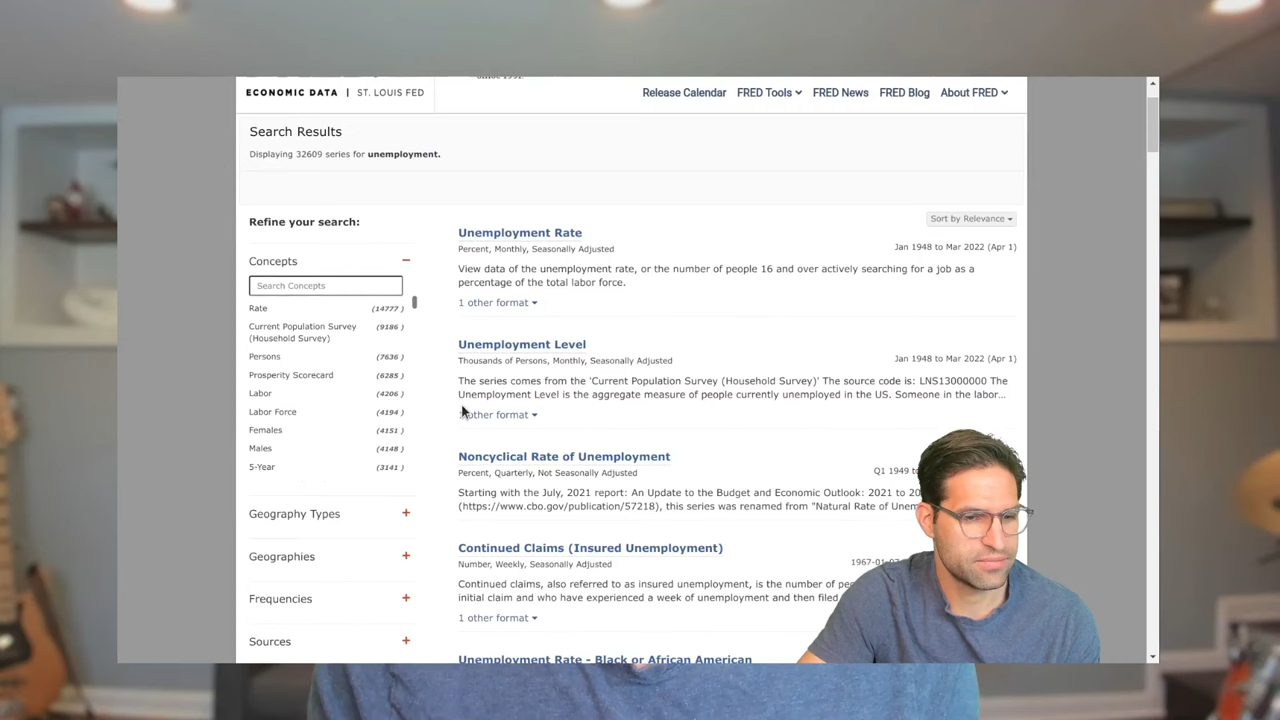 since 1991.
ECONOMIC DATA | ST. LOUIS FED
Release Calendar FRED Tools FRED News FRED Blog About FRED
Search Results
Displaying 32609 series for unemployment.
Refine your search:
Sort by Relevance
Concepts
Search Concepts
Rate (14777)
Current Population Survey (9186)
(Household Survey)
Persons (7636)
Prosperity Scorecard (6285)
Labor (4206)
Labor Force (4194)
Females (4151)
Males (4148)
5-Year (3141)
Geography Types
Geographies
Frequencies
Sources
Unemployment Rate
Percent, Monthly, Seasonally Adjusted
Jan 1948 to Mar 2022 (Apr 1)
View data of the unemployment rate, or the number of people 16 and over actively searching for a job as a
percentage of the total labor force.
1 other format
Unemployment Level
Thousands of Persons, Monthly, Seasonally Adjusted
Jan 1948 to Mar 2022 (Apr 1)
The series comes from the 'Current Population Survey (Household Survey)' The source code is: LNS13000000 The
Unemployment Level is the aggregate measure of people currently unemployed in the US. Someone in the labor...
other format
Noncyclical Rate of Unemployment
Percent, Quarterly, Not Seasonally Adjusted
Q1 1949 to
Starting with the July, 2021 report: An Update to the Budget and Economic Outlook: 2021 to 20
(https://www.cbo.gov/publication/57218), this series was renamed from "Natural Rate of Unem
Continued Claims (Insured Unemployment)
Number, Weekly, Seasonally Adjusted
Continued claims, also referred to as insured unemployment, is the number of peo
initial claim and who have experienced a week of unemployment and then filed
1 other format
Unemployment Rate - Black or African American